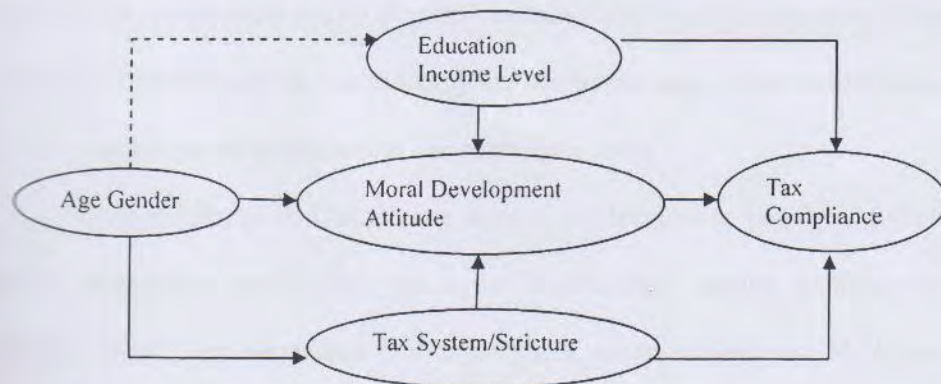 Education
Income Level
Age Gender
Moral Development
Attitude
Tax
Compliance
Tax System/Stricture